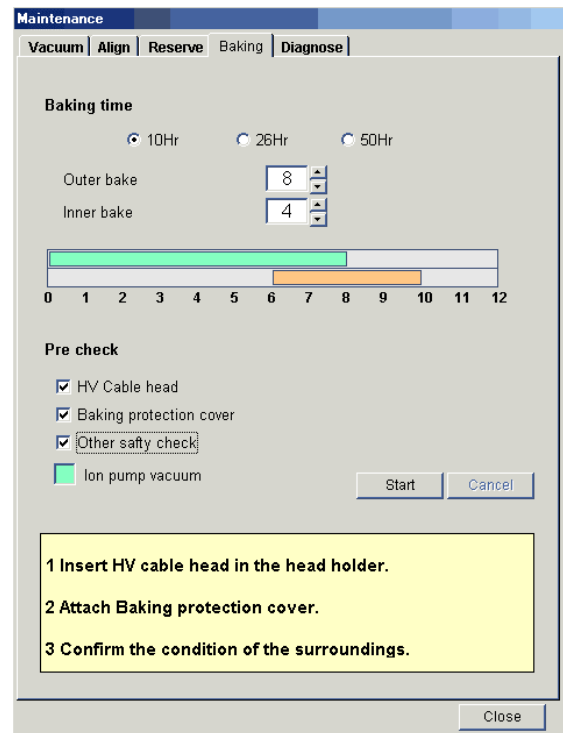 Maintenance
Vacuum Align Reserve Baking Diagnose
Baking time
10Hr 26Hr 50Hr
Outer bake 8
Inner bake 4
0 1 2 3 4 5 6 7 8 9 10 11 12
Pre check
HV Cable head
Baking protection cover
Other safty check
Ion pump vacuum
Start Cancel
1 Insert HV cable head in the head holder.
2 Attach Baking protection cover.
3 Confirm the condition of the surroundings.
Close